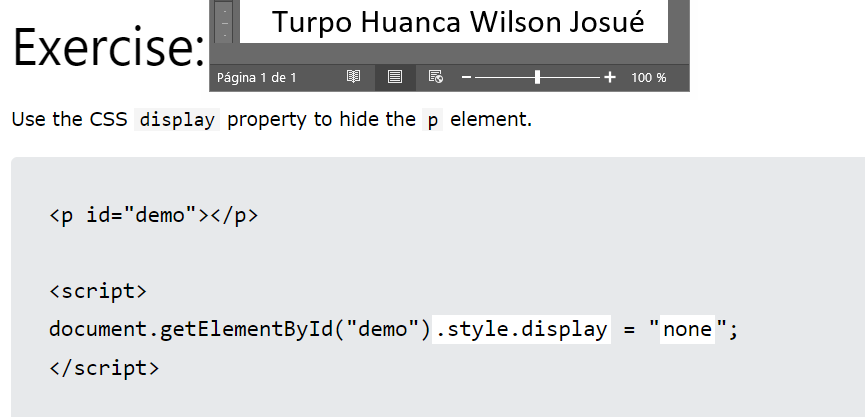 Turpo Huanca Wilson Josué
Exercise:
Página 1 de 1
100 %
Use the CSS display property to hide the p element.
<p id="demo"></p>
<script>
document.getElementById("demo").style.display = "none";
</script>